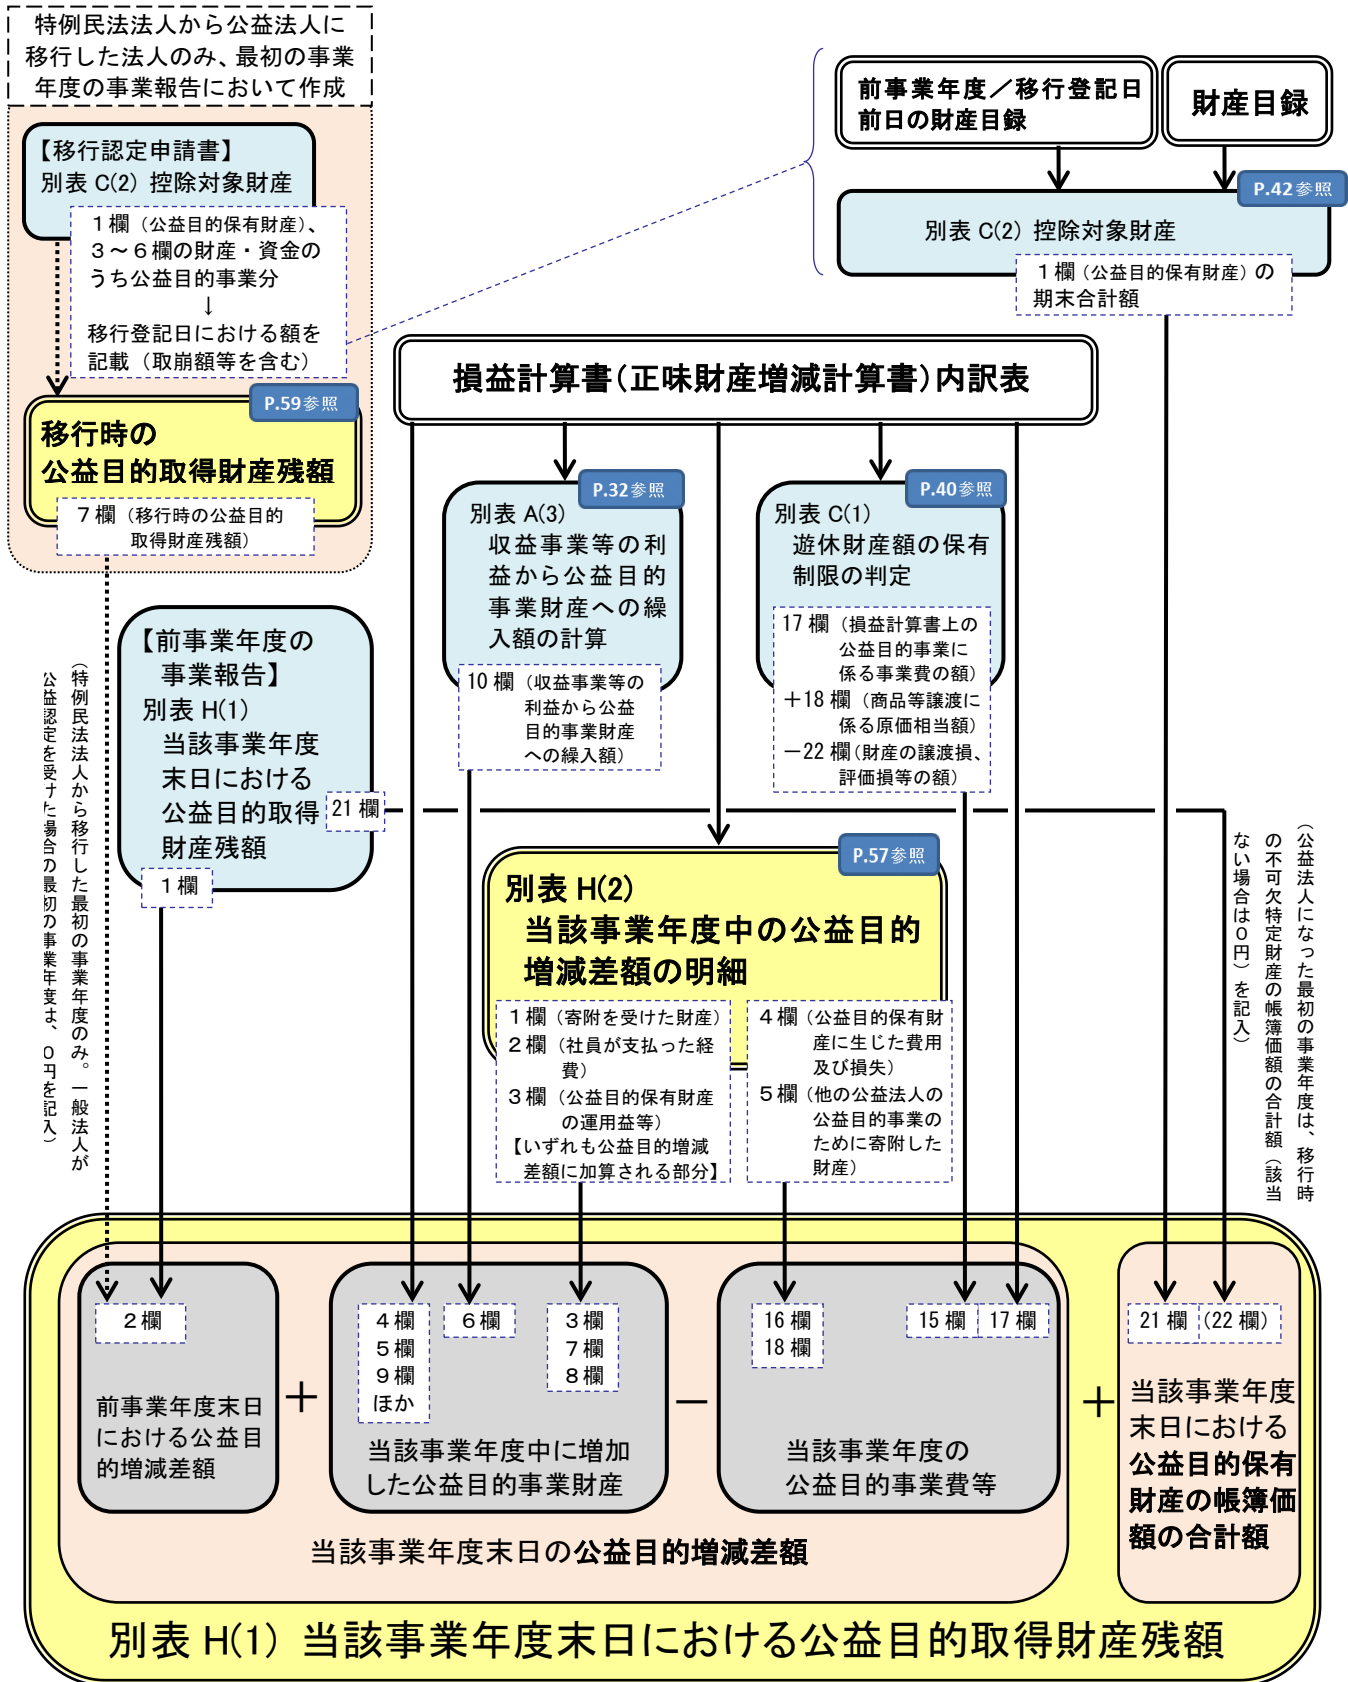 特例民法法人から公益法人に
移行した法人のみ、最初の事業
年度の事業報告において作成
【移行認定申請書】
別表 C(2) 控除対象財産
1欄（公益目的保有財産）、
3～6欄の財産・資金の
うち公益目的事業分
↓
移行登記日における額を
記載（取崩額等を含む）
P.59参照
移行時の
公益目的取得財産残額
7欄（移行時の公益目的
取得財産残額）
前事業年度／移行登記日
前日の財産目録
財産目録
P.42参照
別表 C(2) 控除対象財産
1欄（公益目的保有財産）の
期末合計額
損益計算書（正味財産増減計算書）内訳表
P.32参照
別表 A(3)
収益事業等の利
益から公益目的
事業財産への繰
入額の計算
10欄（収益事業等の
利益から公益
目的事業財産
への繰入額）
P.40参照
別表 C(1)
遊休財産額の保有
制限の判定
17欄（損益計算書上の
公益目的事業に
係る事業費の額）
＋18欄（商品等譲渡に
係る原価相当額）
－22欄（財産の譲渡損、
評価損等の額）
【前事業年度の
事業報告】
別表 H(1)
当該事業年度
末日における
公益目的取得
財産残額
21欄
1欄
（特例民法法人から移行した最初の事業年度のみ。一般法人が
公益認定を受けた場合の最初の事業年度は、0円を記入）
P.57参照
別表 H(2)
当該事業年度中の公益目的
増減差額の明細
1欄（寄附を受けた財産）
2欄（社員が支払った経
費）
3欄（公益目的保有財産
の運用益等）
【いずれも公益目的増減
差額に加算される部分】
4欄（公益目的保有財
産に生じた費用
及び損失）
5欄（他の公益法人の
公益目的事業の
ために寄附した
財産）
（公益法人になった最初の事業年度は、移行時
の不可欠特定財産の帳簿価額の合計額（該当
ない場合は0円）を記入）
2欄
前事業年度末日
における公益目
的増減差額
＋
4欄
5欄
9欄
ほか
6欄
3欄
7欄
8欄
当該事業年度中に増加
した公益目的事業財産
－
16欄
18欄
15欄
17欄
当該事業年度の
公益目的事業費等
＋
21欄
（22欄）
当該事業年度
末日における
公益目的保有
財産の帳簿価
額の合計額
当該事業年度末日の公益目的増減差額
別表 H(1) 当該事業年度末日における公益目的取得財産残額